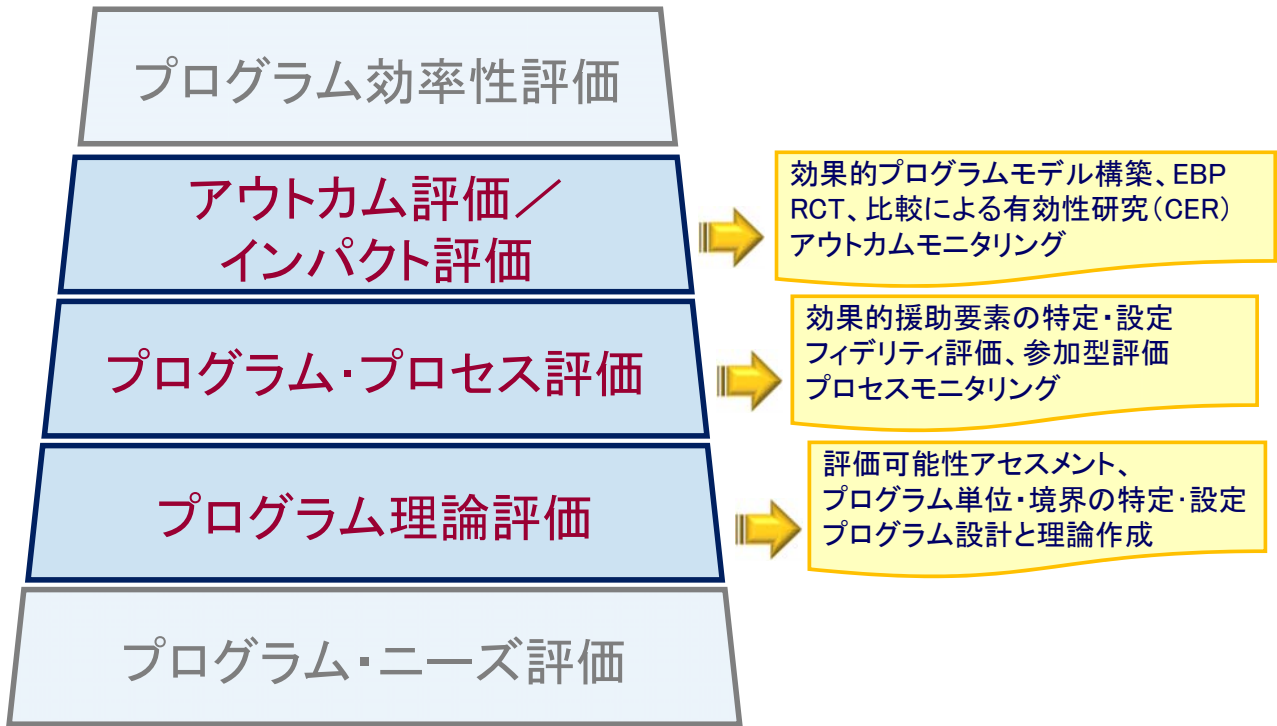 プログラム効率性評価
アウトカム評価／
インパクト評価
効果的プログラムモデル構築、EBP
RCT、比較による有効性研究（CER）
アウトカムモニタリング
プログラム・プロセス評価
効果的援助要素の特定・設定
フィデリティ評価、参加型評価
プロセスモニタリング
プログラム理論評価
評価可能性アセスメント、
プログラム単位・境界の特定・設定
プログラム設計と理論作成
プログラム・ニーズ評価